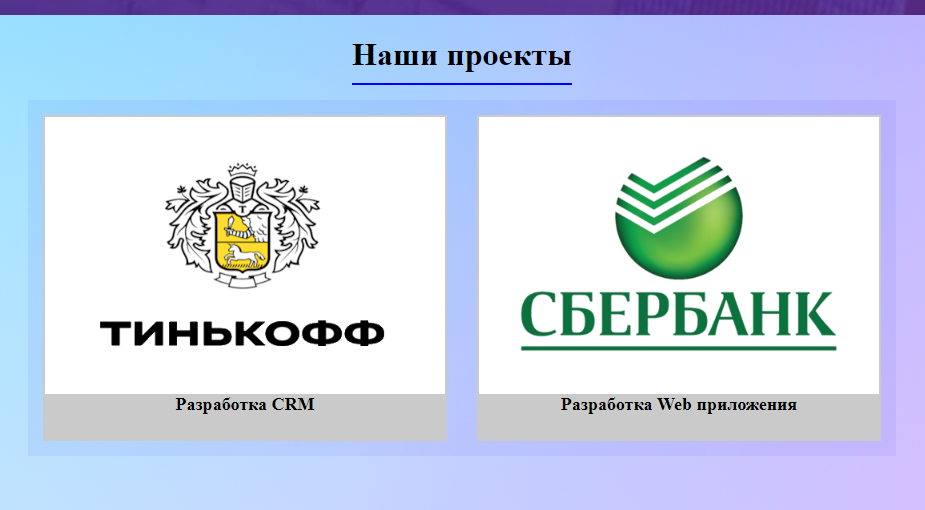 Наши проекты
ТИНЬКОФФ
Разработка CRM
СБЕРБАНК
Разработка Web приложения